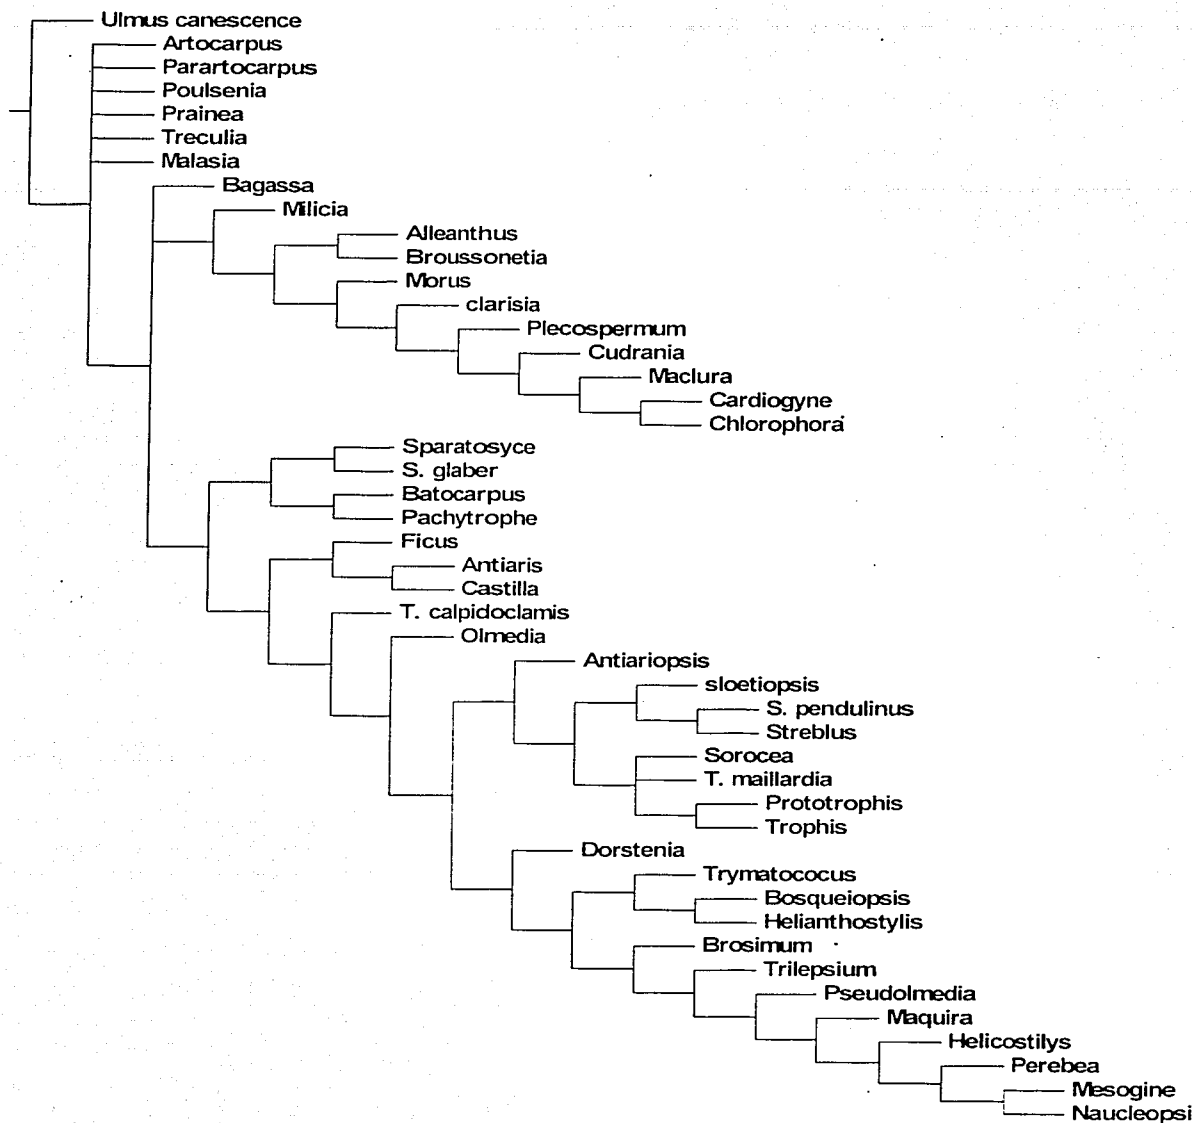 Ulmus canescence
Artocarpus
Parartocarpus
Poulsenia
Prainea
Treculia
Malasia
Bagassa
Milicia
Alleanthus
Broussonetia
Morus
clarisia
Plecospermum
Cudrania
Maclura
Cardiogyne
Chlorophora
Sparatosyce
S. glaber
Batocarpus
Pachytrophe
Ficus
Antiaris
Castilla
T. calpidoclamis
Olmedia
Antiariopsis
sloetiopsis
S. pendulinus
Streblus
Sorocea
T. maillardia
Prototrophis
Trophis
Dorstenia
Trymatococus
Bosqueiopsis
Helianthostylis
Brosimum
Trilepsium
Pseudolmedia
Maquira
Helicostilys
Perebea
Mesogine
Naucleopsi